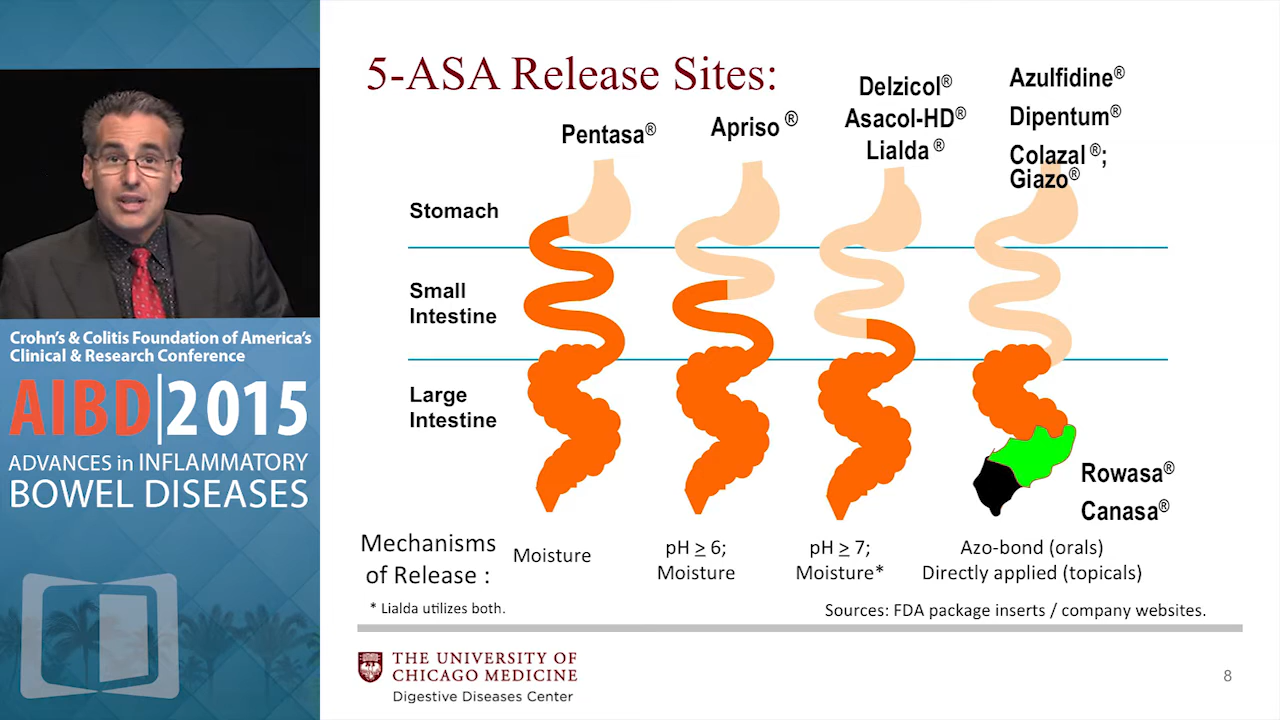 5-ASA Release Sites:
Pentasa®
Apriso ®
Delzicol®
Asacol-HD®
Lialda ®
Azulfidine®
Dipentum®
Colazal ®;
Giazo®
Stomach
Small
Intestine
Large
Intestine
Rowasa®
Canasa®
Mechanisms
of Release :
Moisture
pH ≥ 6;
Moisture
pH ≥ 7;
Moisture*
Azo-bond (orals)
Directly applied (topicals)
* Lialda utilizes both.
Sources: FDA package inserts / company websites.
THE UNIVERSITY OF
CHICAGO MEDICINE
Digestive Diseases Center
8
Crohn's & Colitis Foundation of America's
Clinical & Research Conference
AIBD|2015
ADVANCES in INFLAMMATORY
BOWEL DISEASES